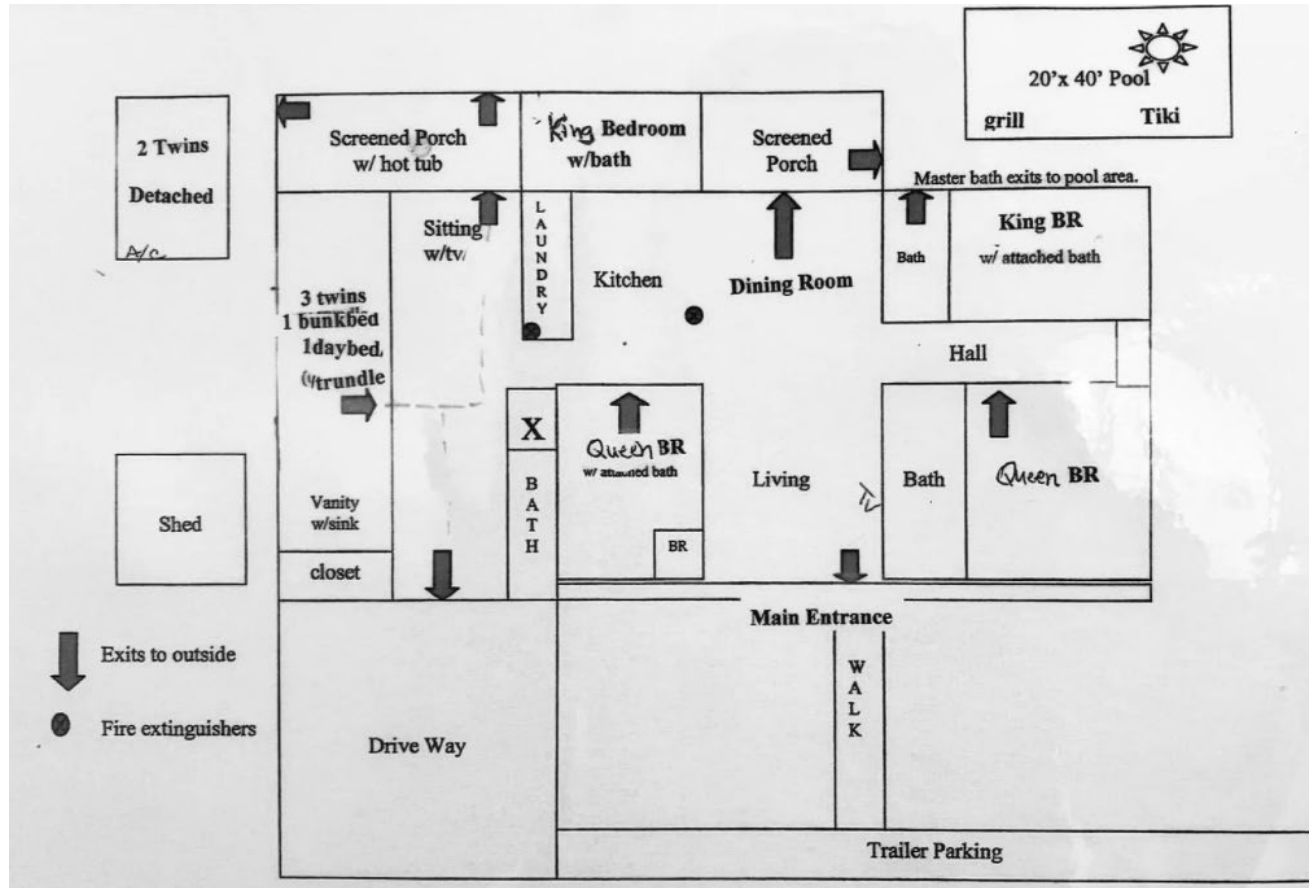 20'x 40' Pool
grill
Tiki
2 Twins
Detached
A/C
Screened Porch
w/ hot tub
King Bedroom
w/bath
Screened
Porch
Master bath exits to pool area.
Sitting
w/tv
LAUNDRY
Kitchen
Dining Room
Bath
King BR
w/ attached bath
3 twins
1 bunkbed
1daybed
trundle
Hall
X
BATH
Queen BR
w/ attached bath
BR
Living
TV
Bath
Queen BR
Shed
Vanity
w/sink
closet
Main Entrance
WALK
Exits to outside
Fire extinguishers
Drive Way
Trailer Parking